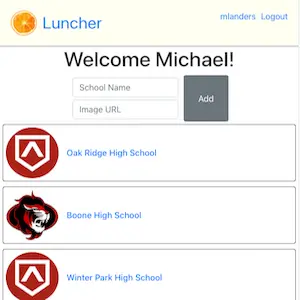 Luncher
mlanders Logout
Welcome Michael!
School Name
Image URL
Add
Oak Ridge High School
Boone High School
Winter Park High School